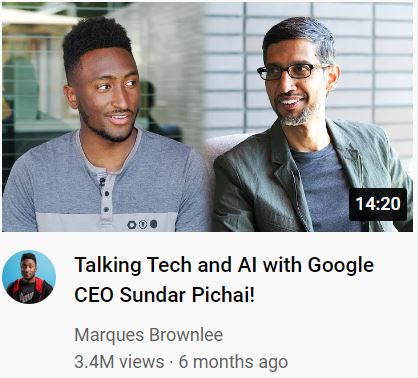 14:20
Talking Tech and AI with Google
CEO Sundar Pichai!
Marques Brownlee
3.4M views · 6 months ago